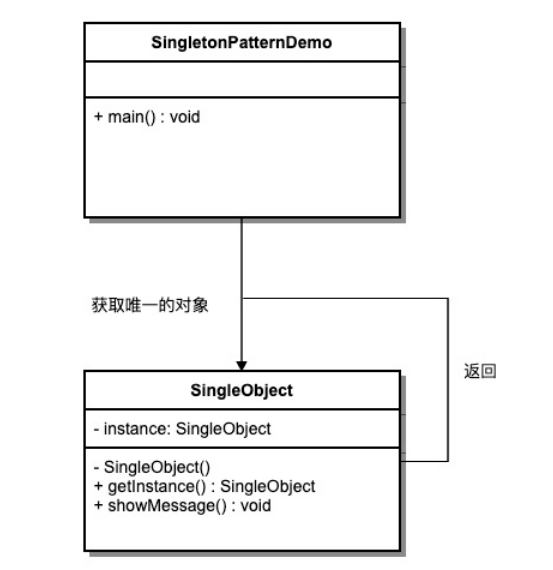 SingletonPatternDemo
+ main() : void
获取唯一的对象
返回
SingleObject
- instance: SingleObject
- SingleObject()
+ getInstance() : SingleObject
+ showMessage() : void